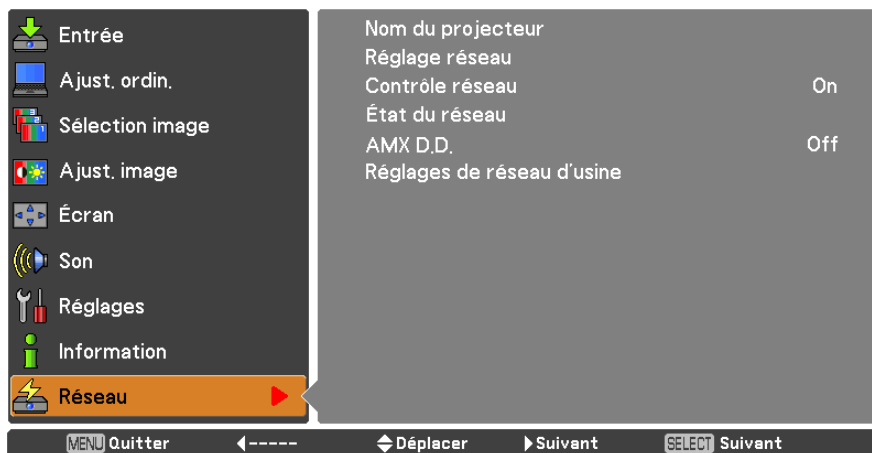 Entrée
Ajust. ordin.
Sélection image
Ajust. image
Écran
Son
Réglages
Information
Réseau
Nom du projecteur
Réglage réseau
Contrôle réseau On
État du réseau
AMX D.D. Off
Réglages de réseau d'usine
MENU Quitter ----- Déplacer Suivant SELECT Suivant